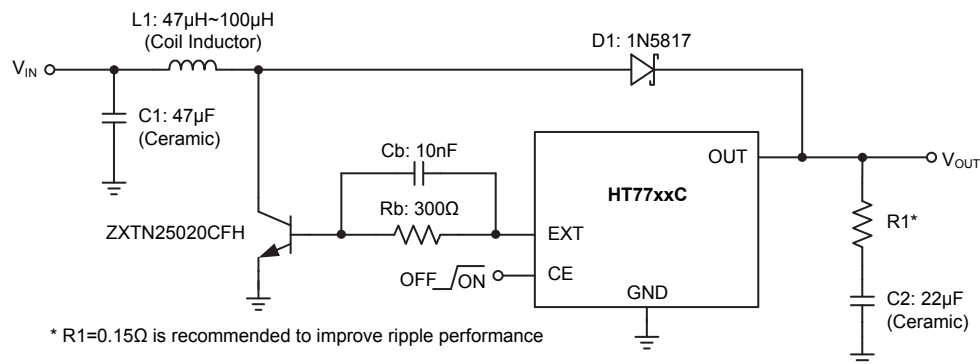 L1: 47µH~100µH
(Coil Inductor)
D1: 1N5817
VIN
C1: 47µF
(Ceramic)
Cb: 10nF
OUT
VOUT
HT77xxC
Rb: 300Ω
R1*
ZXTN25020CFH
EXT
OFF ON
CE
GND
C2: 22µF
(Ceramic)
* R1=0.15Ω is recommended to improve ripple performance